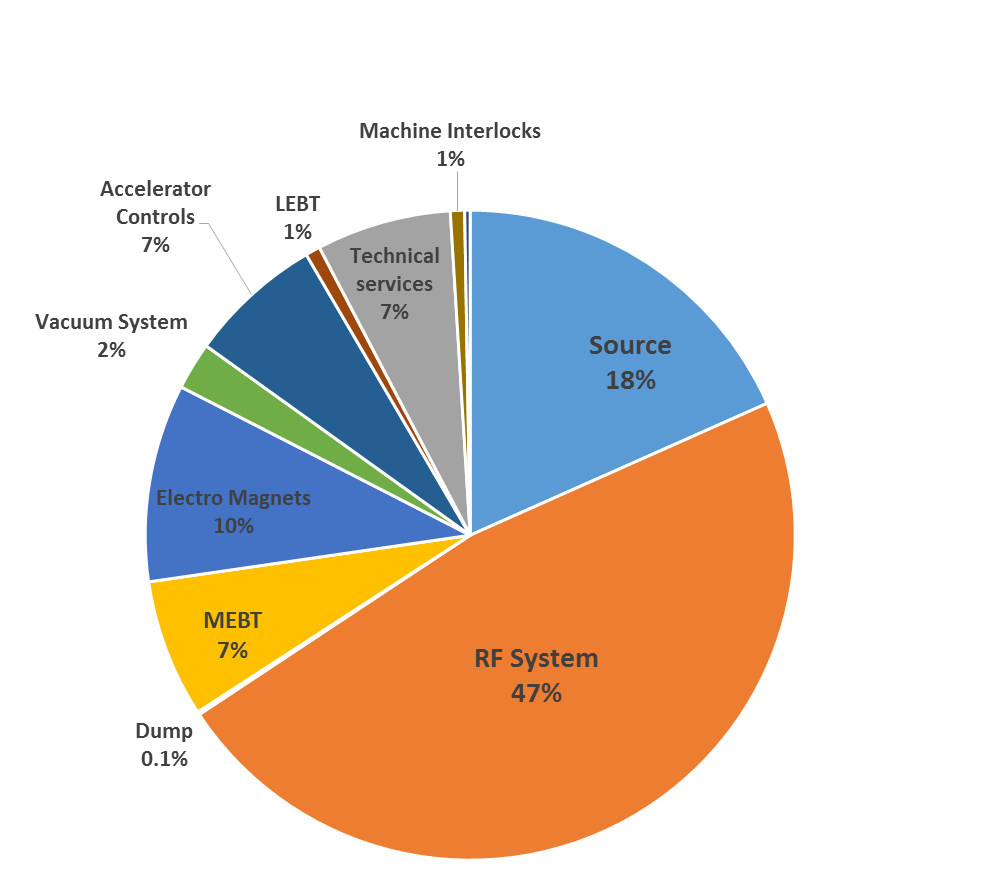 Machine Interlocks
1%
Accelerator
Controls
7%
LEBT
1%
Technical
services
7%
Vacuum System
2%
Source
18%
Electro Magnets
10%
MEBT
7%
RF System
47%
Dump
0.1%